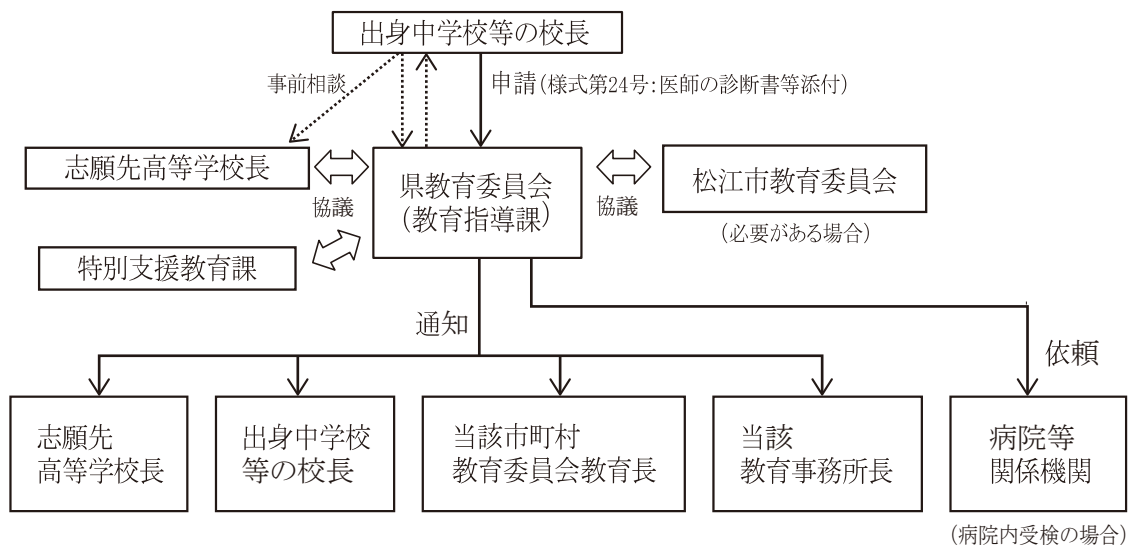 出身中学校等の校長
事前相談
申請(様式第24号:医師の診断書等添付)
志願先高等学校長
協議
県教育委員会
(教育指導課)
協議
松江市教育委員会
(必要がある場合)
特別支援教育課
通知
依頼
志願先
高等学校長
出身中学校
等の校長
当該市町村
教育委員会教育長
当該
教育事務所長
病院等
関係機関
(病院内受検の場合)